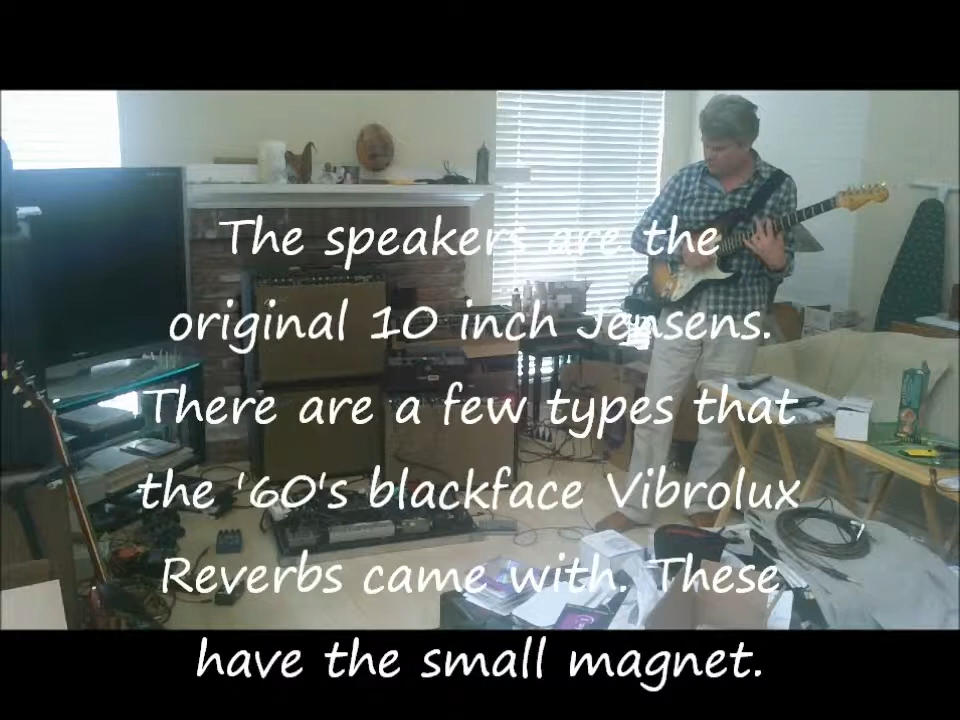 The speakers are the
original 10 inch Jensens.
There are a few types that
the '60's blackface Vibrolux
Reverbs came with. These
have the small magnet.